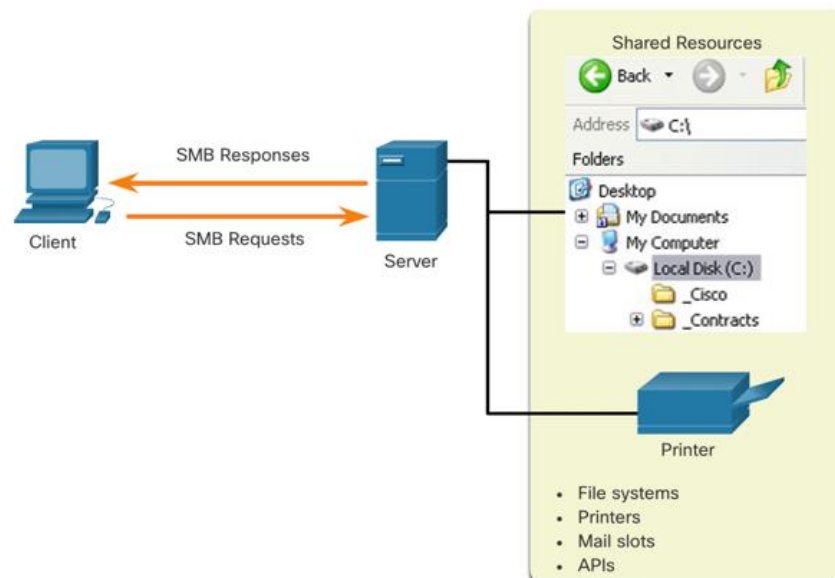 Shared Resources
Back
Address C:\
Folders
Desktop
My Documents
My Computer
Local Disk (C:)
_Cisco
_Contracts
SMB Responses
SMB Requests
Client
Server
Printer
• File systems
• Printers
• Mail slots
• APIs